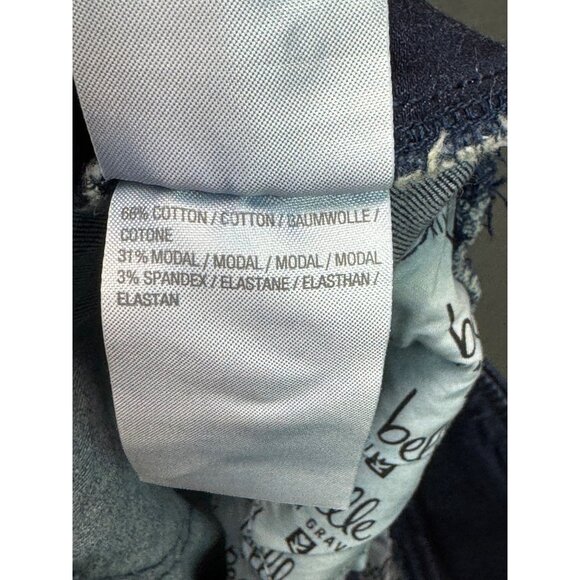 66% COTTON / COTTON / BAUMWOLLE /
COTONE
31% MODAL / MODAL / MODAL / MODAL
3% SPANDEX / ELASTANE / ELASTHAN /
ELASTAN